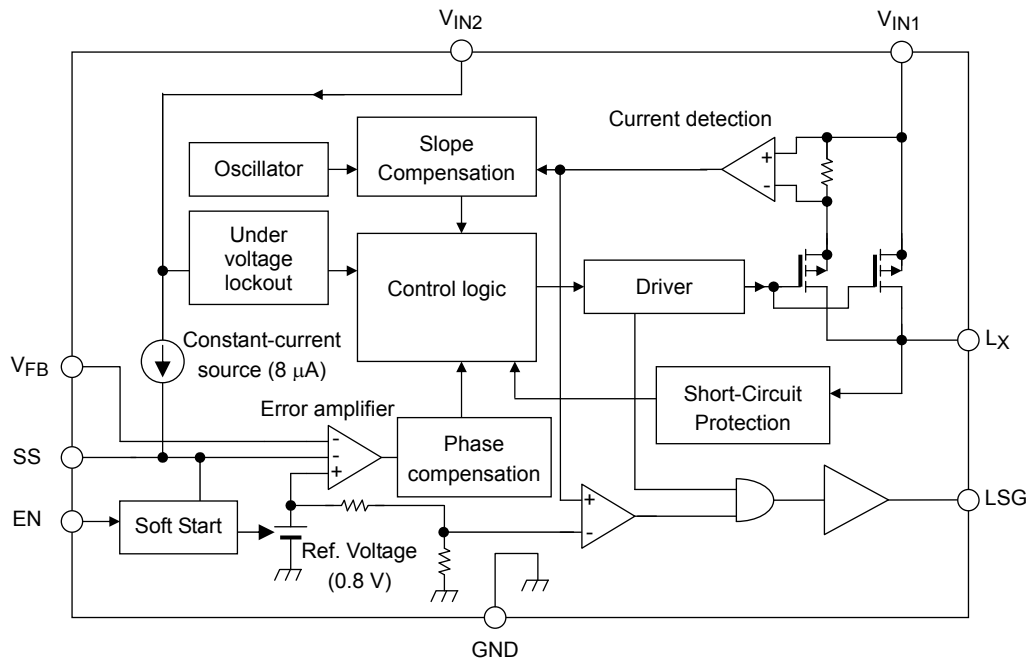 VIN2
VIN1
Current detection
Slope
Compensation
Oscillator
+
-
Under
voltage
lockout
Control logic
Driver
Constant-current
source (8 μA)
VFB
LX
Short-Circuit
Protection
Error amplifier
Phase
compensation
-
-
+
SS
EN
Soft Start
Ref. Voltage
(0.8 V)
+
-
LSG
GND